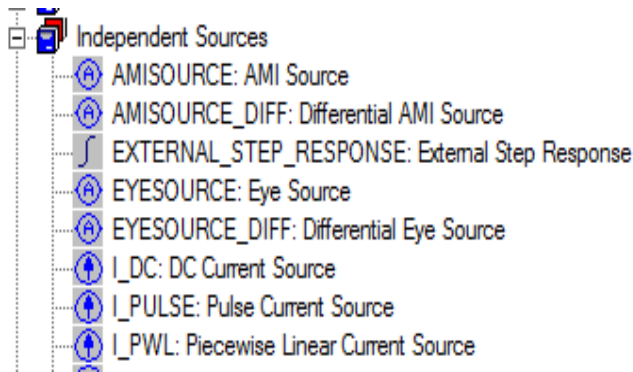 Independent Sources
AMISOURCE: AMI Source
AMISOURCE_DIFF: Differential AMI Source
EXTERNAL_STEP_RESPONSE: External Step Response
EYESOURCE: Eye Source
EYESOURCE_DIFF: Differential Eye Source
I_DC: DC Current Source
I_PULSE: Pulse Current Source
I_PWL: Piecewise Linear Current Source